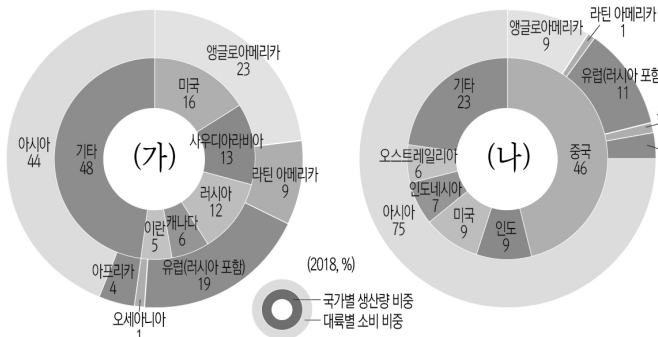 앵글로아메리카
23
미국
16
사우디아라비아
13
라틴 아메리카
9
러시아
12
캐나다
6
이란
5
기타
48
아시아
44
아프리카
4
오세아니아
1
유럽(러시아 포함)
19
(가)
앵글로아메리카
9
라틴 아메리카
1
유럽(러시아 포함
11
기타
23
중국
46
오스트레일리아
6
인도네시아
7
아시아
75
미국
9
인도
9
(나)
(2018, %)
국가별 생산량 비중
대륙별 소비 비중